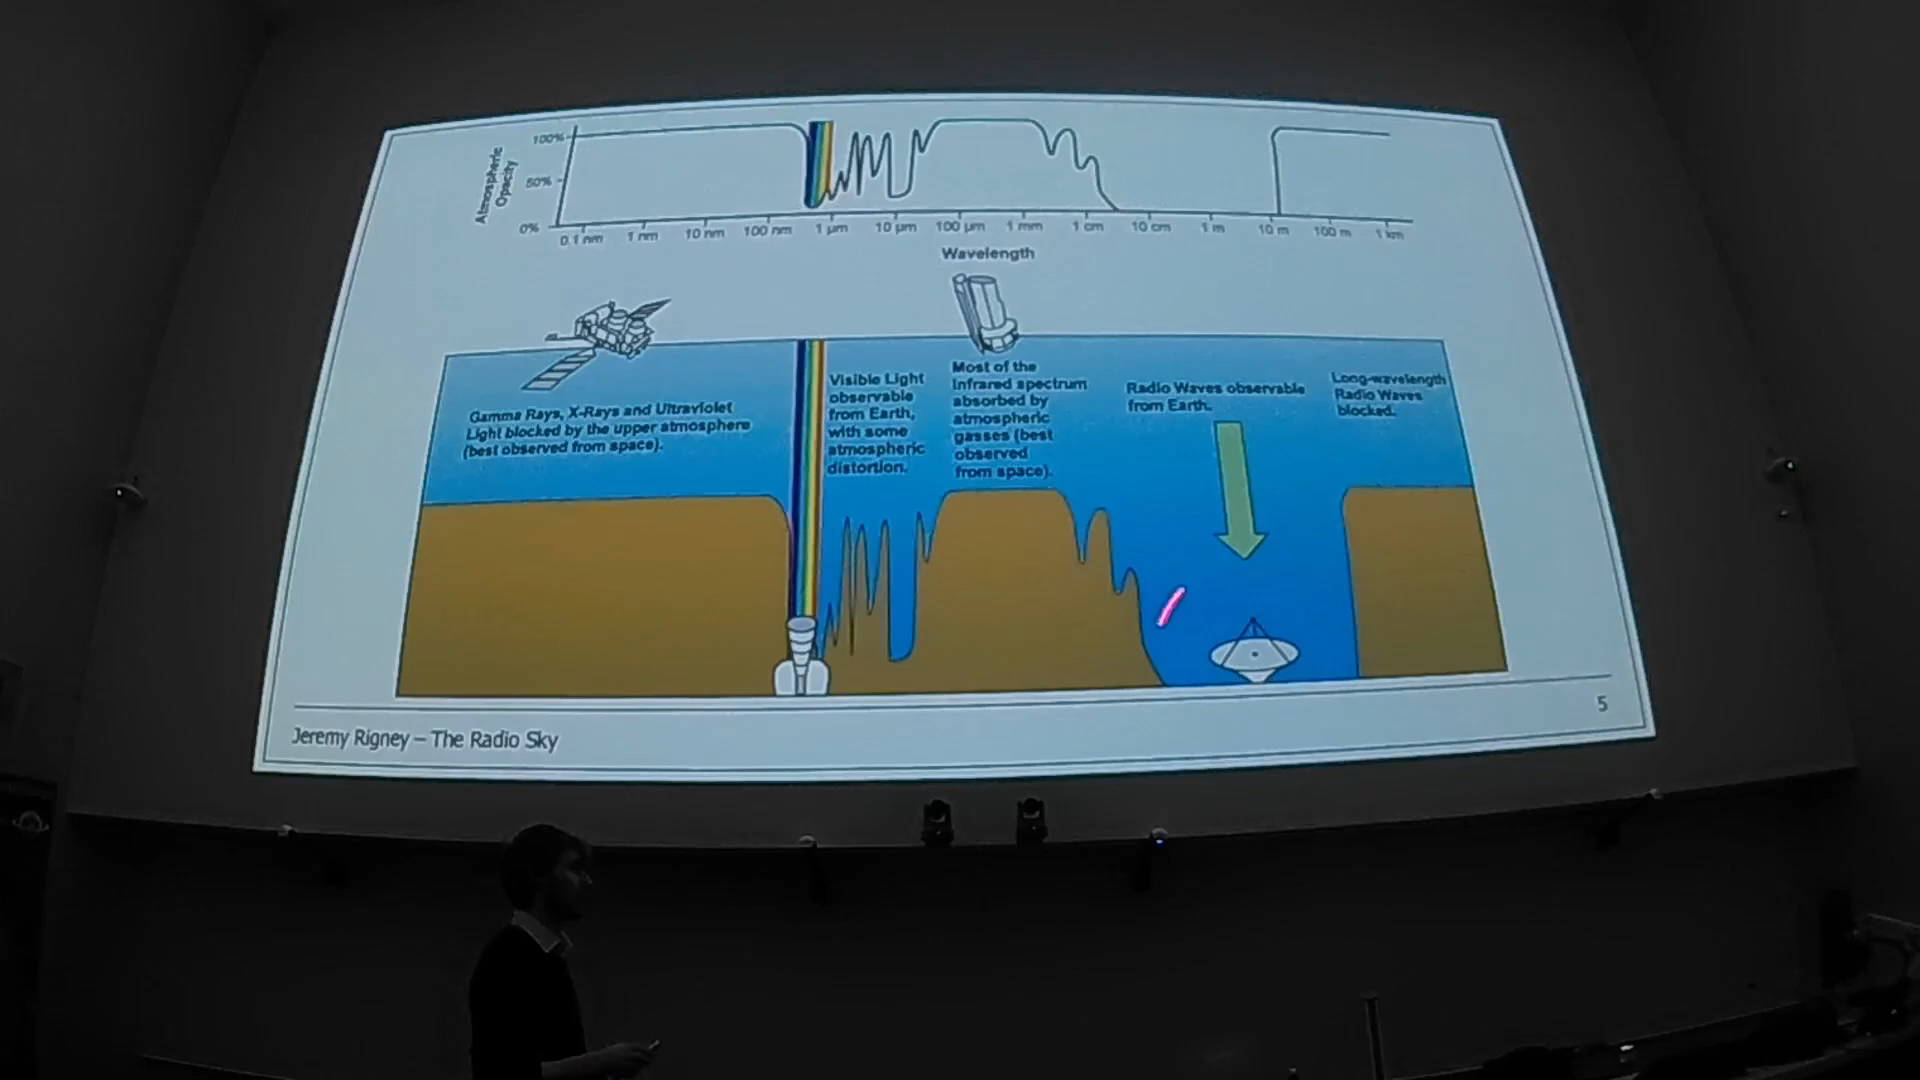 Atmospheric
Opacity
100%
50%
0%
0.1 nm 1 nm 10 nm 100 nm 1 μm 10 μm 100 μm 1 mm 1 cm 10 cm 1 m 10 m 100 m 1 km
Wavelength
Gamma Rays, X-Rays and Ultraviolet
Light blocked by the upper atmosphere
(best observed from space).
Visible Light
observable
from Earth,
with some
atmospheric
distortion.
Most of the
Infrared spectrum
absorbed by
atmospheric
gasses (best
observed
from space).
Radio Waves observable
from Earth.
Long-wavelength
Radio Waves
blocked.
Jeremy Rigney – The Radio Sky
5